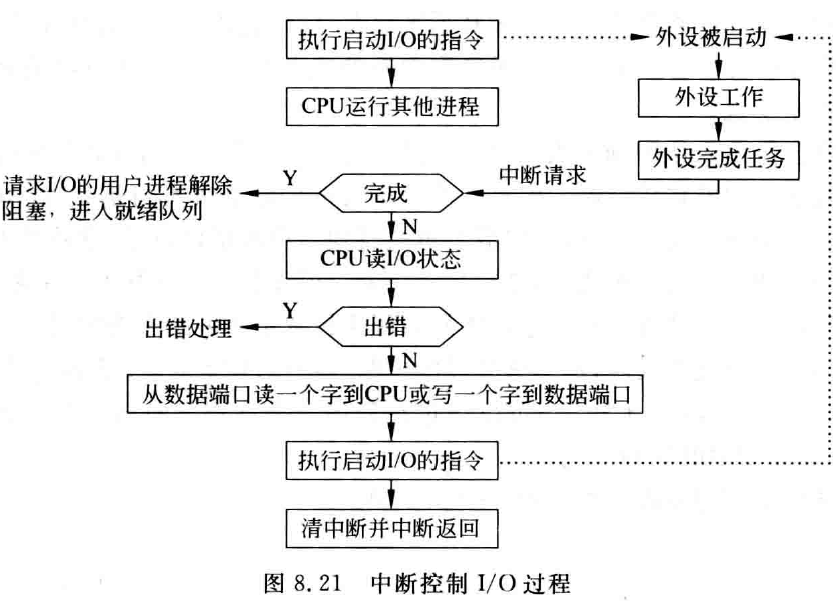 执行启动I/O的指令
外设被启动
CPU运行其他进程
外设工作
外设完成任务
中断请求
请求I/O的用户进程解除
阻塞，进入就绪队列
Y
完成
N
CPU读I/O状态
出错处理
Y
出错
N
从数据端口读一个字到CPU或写一个字到数据端口
执行启动I/O的指令
清中断并中断返回
图 8.21 中断控制 I/O 过程